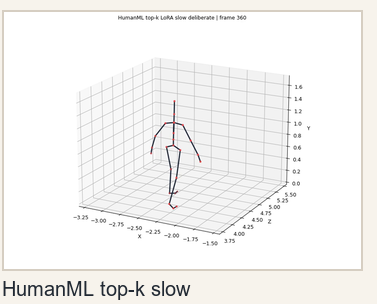 HumanML top-k LoRA slow deliberate | frame 360
1.6
1.4
1.2
1.0
0.8
0.6
0.4
0.2
0.0
Y
5.50
5.25
5.00
4.75
4.50
4.25
4.00
3.75
Z
−3.25 −3.00 −2.75 −2.50 −2.25 −2.00 −1.75 −1.50
X
HumanML top-k slow